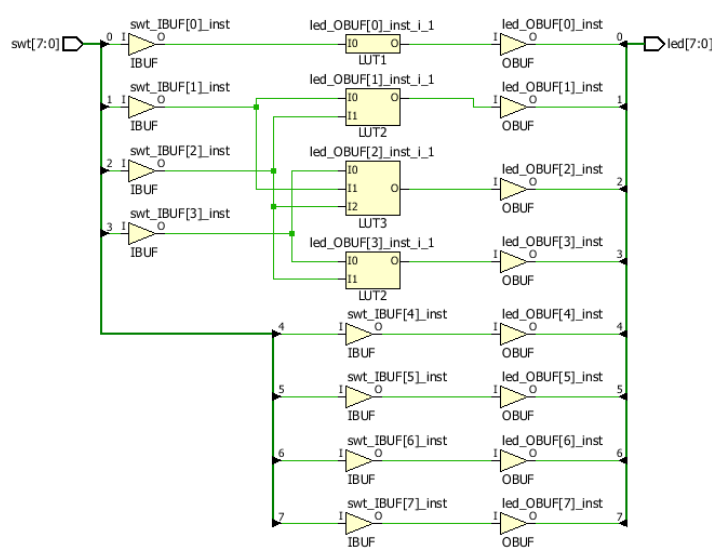 swt_IBUF[0]_inst led_OBUF[0]_inst_i_1 led_OBUF[0]_inst
swt[7:0] 0 I O I0 O I O 0 led[7:0]
IBUF LUT1 OBUF
swt_IBUF[1]_inst led_OBUF[1]_inst_i_1 led_OBUF[1]_inst
1 I O I0 O I O 1
IBUF I1 OBUF
LUT2
swt_IBUF[2]_inst led_OBUF[2]_inst_i_1 led_OBUF[2]_inst
2 I O I0
IBUF I1 O I O 2
I2 OBUF
LUT3
swt_IBUF[3]_inst led_OBUF[3]_inst_i_1 led_OBUF[3]_inst
3 I O I0 O I O 3
IBUF I1 OBUF
LUT2
swt_IBUF[4]_inst led_OBUF[4]_inst
4 I O I O 4
IBUF OBUF
swt_IBUF[5]_inst led_OBUF[5]_inst
5 I O I O 5
IBUF OBUF
swt_IBUF[6]_inst led_OBUF[6]_inst
6 I O I O 6
IBUF OBUF
swt_IBUF[7]_inst led_OBUF[7]_inst
7 I O I O 7
IBUF OBUF